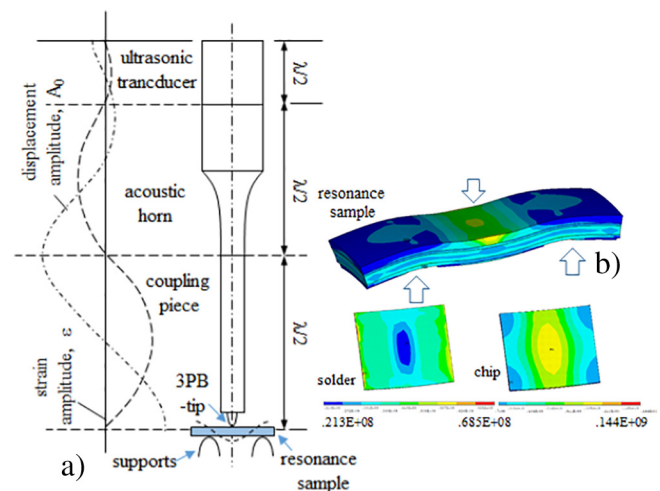 ultrasonic
trancducer
λ/2
displacement
amplitude, A0
acoustic
horn
λ/2
resonance
sample
b)
coupling
piece
λ/2
solder
chip
strain
amplitude, ε
3PB
-tip
.213E+08
.685E+08
.144E+09
a)
supports
resonance
sample